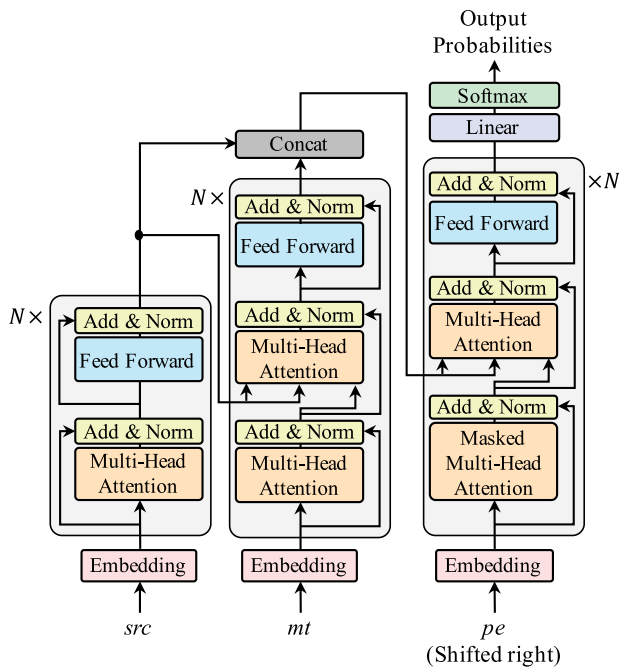 Output
Probabilities
Softmax
Linear
Concat
N×
Add & Norm
Feed Forward
Add & Norm
Multi-Head
Attention
Add & Norm
Multi-Head
Attention
Embedding
mt
N×
Add & Norm
Feed Forward
Add & Norm
Multi-Head
Attention
Embedding
src
×N
Add & Norm
Feed Forward
Add & Norm
Multi-Head
Attention
Add & Norm
Masked
Multi-Head
Attention
Embedding
pe
(Shifted right)